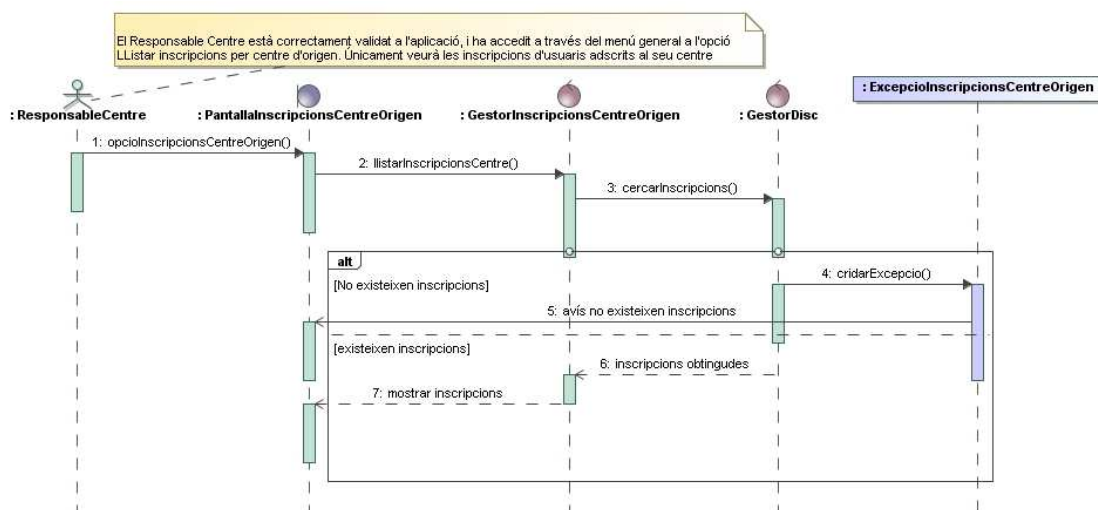 El Responsable Centre està correctament validat a l'aplicació, i ha accedit a través del menú general a l'opció
LListar inscripcions per centre d'origen. Únicament veurà les inscripcions d'usuaris adscrits al seu centre
: ResponsableCentre
: PantallaInscripcionsCentreOrigen
: GestorInscripcionsCentreOrigen
: GestorDisc
: ExcepcioInscripcionsCentreOrigen
1: opcioInscripcionsCentreOrigen()
2: llistarInscripcionsCentre()
3: cercarInscripcions()
alt
[No existeixen inscripcions]
4: cridarExcepcio()
5: avís no existeixen inscripcions
[existeixen inscripcions]
6: inscripcions obtingudes
7: mostrar inscripcions